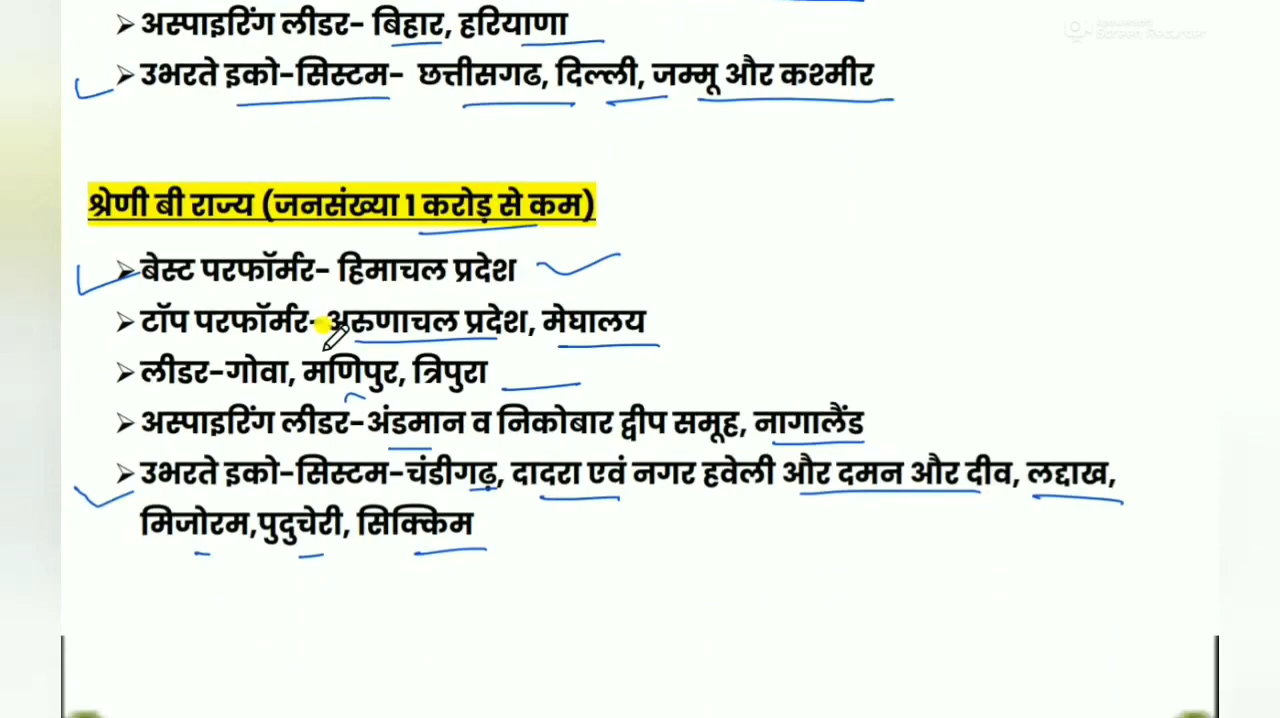 ➢ अस्पाइरिंग लीडर- बिहार, हरियाणा
➢ उभरते इको-सिस्टम- छत्तीसगढ, दिल्ली, जम्मू और कश्मीर
श्रेणी बी राज्य (जनसंख्या 1 करोड़ से कम)
➢ बेस्ट परफॉर्मर- हिमाचल प्रदेश
➢ टॉप परफॉर्मर- अरुणाचल प्रदेश, मेघालय
➢ लीडर-गोवा, मणिपुर, त्रिपुरा
➢ अस्पाइरिंग लीडर-अंडमान व निकोबार द्वीप समूह, नागालैंड
➢ उभरते इको-सिस्टम-चंडीगढ़, दादरा एवं नगर हवेली और दमन और दीव, लद्दाख,
मिजोरम,पुदुचेरी, सिक्किम